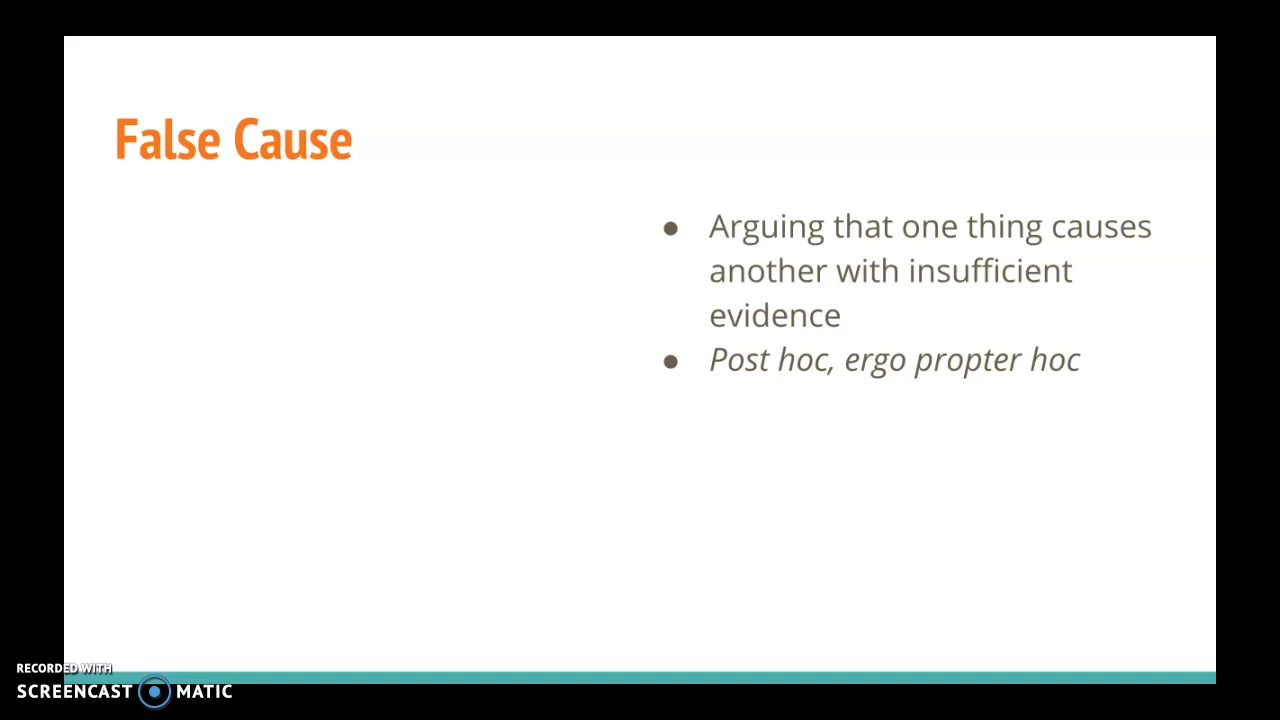 False Cause
● Arguing that one thing causes
another with insufficient
evidence
● Post hoc, ergo propter hoc
RECORDED WITH
SCREENCAST MATIC